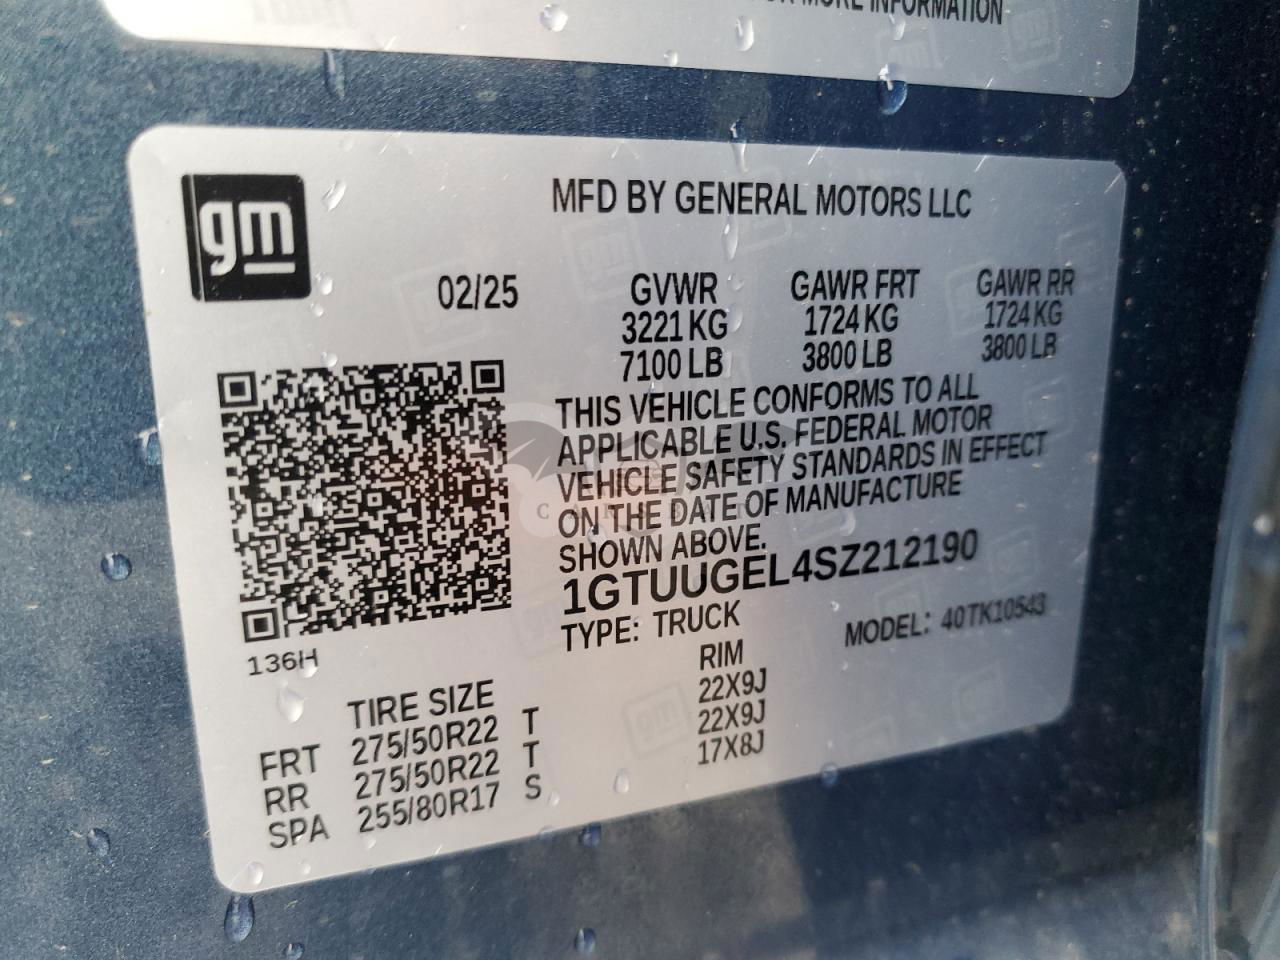 MORE INFORMATION
gm
MFD BY GENERAL MOTORS LLC
02/25 GVWR GAWR FRT GAWR RR
3221 KG 1724 KG 1724 KG
7100 LB 3800 LB 3800 LB
THIS VEHICLE CONFORMS TO ALL
APPLICABLE U.S. FEDERAL MOTOR
VEHICLE SAFETY STANDARDS IN EFFECT
ON THE DATE OF MANUFACTURE
SHOWN ABOVE.
1GTUUGEL4SZ212190
TYPE: TRUCK MODEL: 40TK10543
136H
TIRE SIZE RIM
FRT 275/50R22 T 22X9J
RR 275/50R22 T 22X9J
SPA 255/80R17 S 17X8J